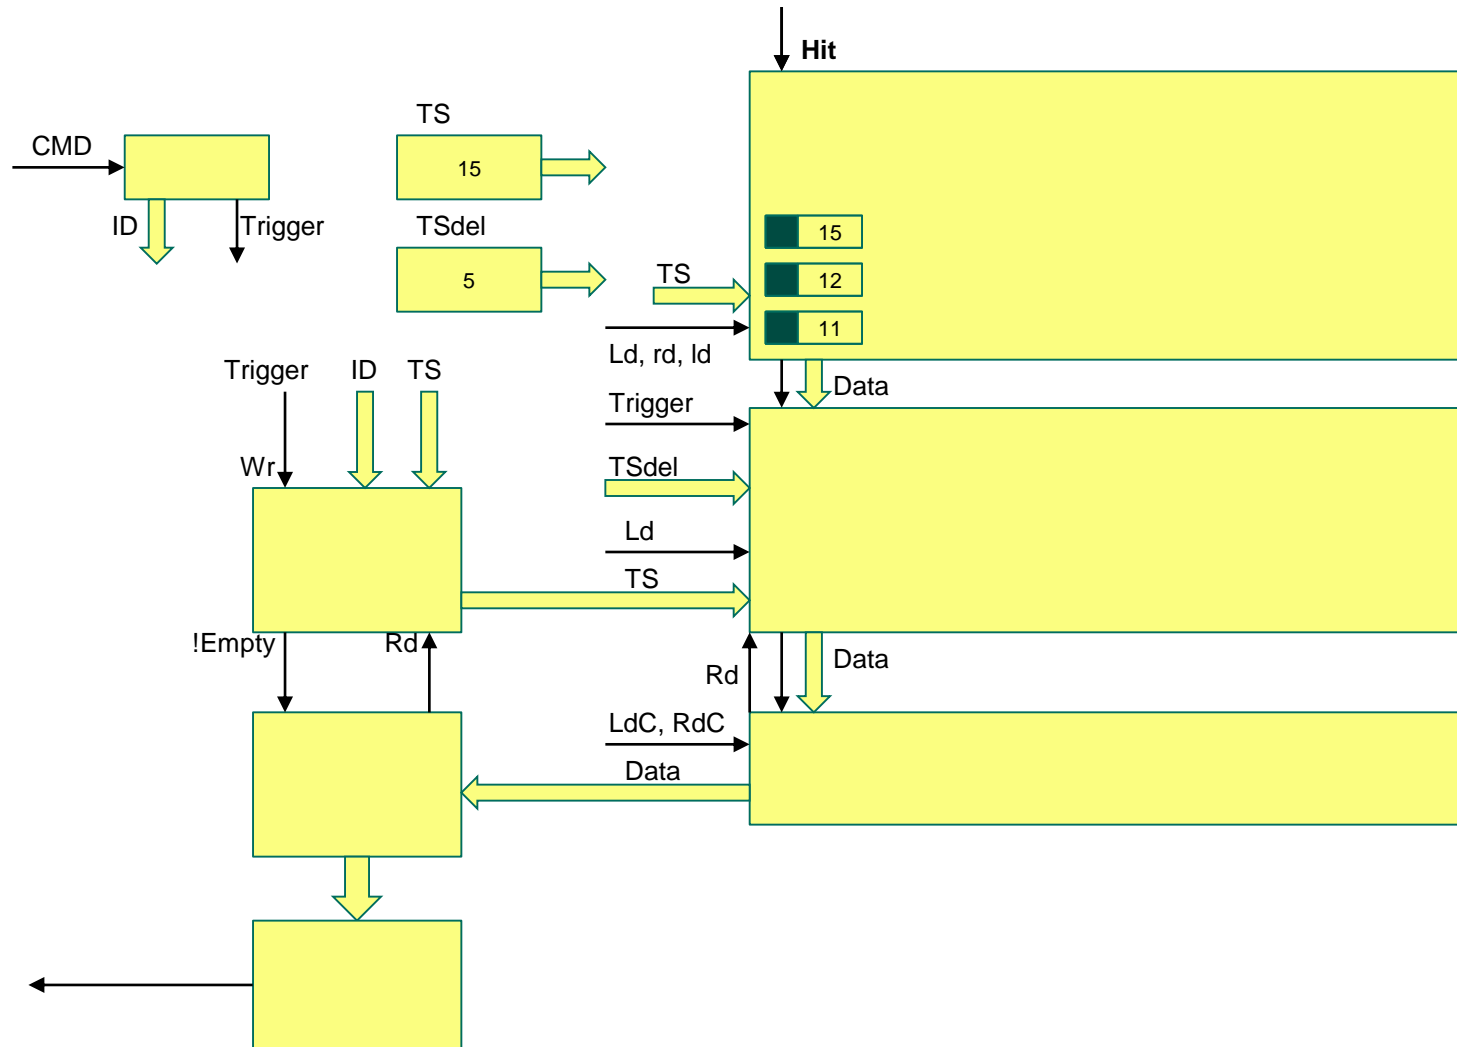 Hit
TS
CMD
15
ID
Trigger
TSdel
15
5
TS
12
11
Ld, rd, ld
Trigger
ID
TS
Data
Trigger
Wr
TSdel
Ld
TS
!Empty
Rd
Rd
Data
LdC, RdC
Data